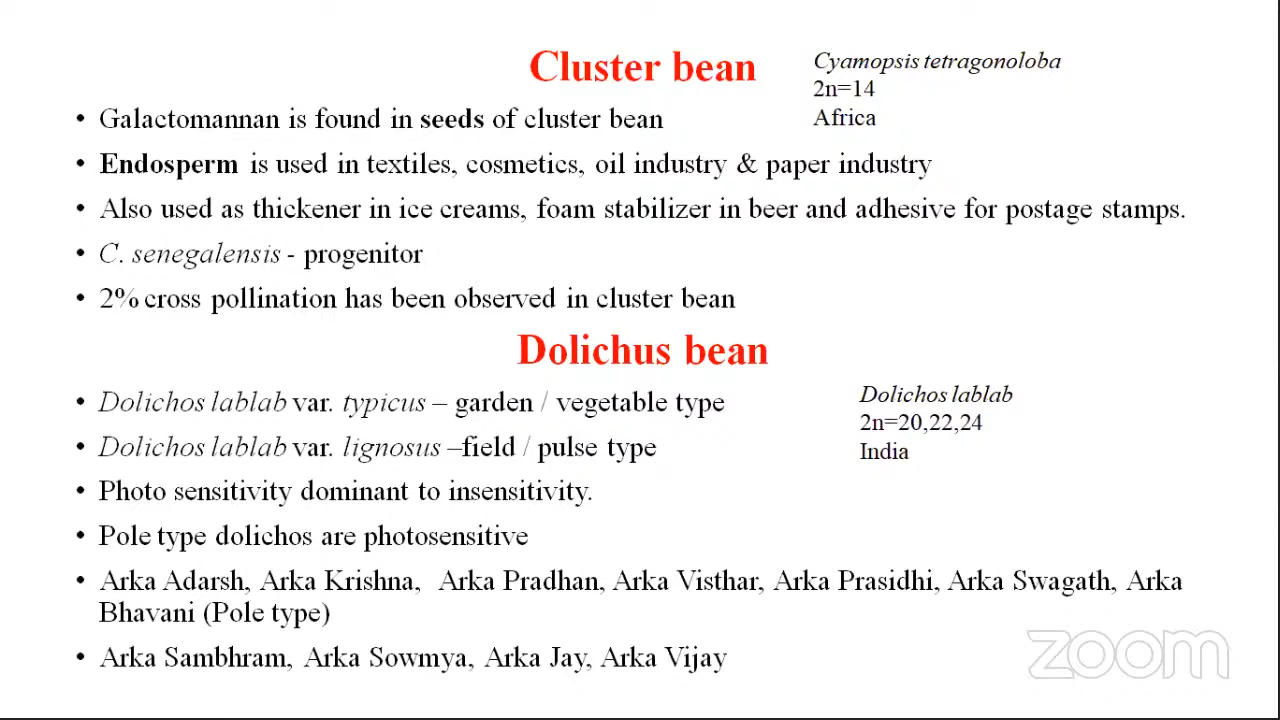 Cluster bean
Cyamopsis tetragonoloba
2n=14
Africa
• Galactomannan is found in seeds of cluster bean
• Endosperm is used in textiles, cosmetics, oil industry & paper industry
• Also used as thickener in ice creams, foam stabilizer in beer and adhesive for postage stamps.
• C. senegalensis - progenitor
• 2% cross pollination has been observed in cluster bean
Dolichus bean
Dolichos lablab
2n=20,22,24
India
• Dolichos lablab var. typicus – garden / vegetable type
• Dolichos lablab var. lignosus –field / pulse type
• Photo sensitivity dominant to insensitivity.
• Pole type dolichos are photosensitive
• Arka Adarsh, Arka Krishna, Arka Pradhan, Arka Visthar, Arka Prasidhi, Arka Swagath, Arka
Bhavani (Pole type)
• Arka Sambhram, Arka Sowmya, Arka Jay, Arka Vijay
zoom